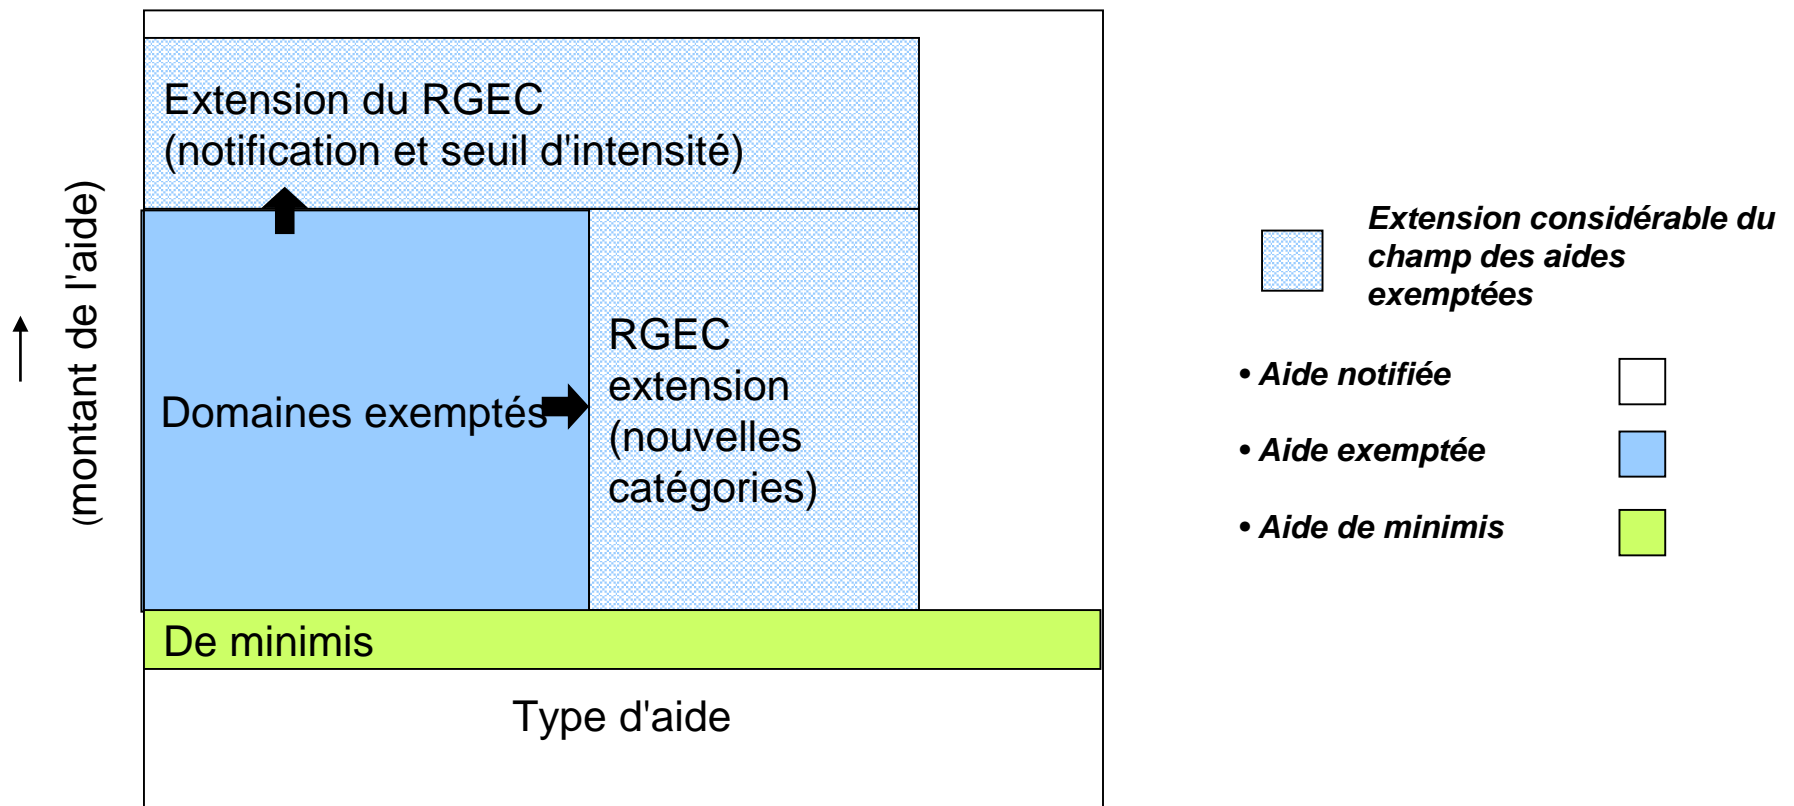 Extension du RGEC
(notification et seuil d'intensité)
(montant de l'aide)
Domaines exemptés
RGEC
extension
(nouvelles
catégories)
De minimis
Type d'aide
Extension considérable du
champ des aides
exemptées
• Aide notifiée
• Aide exemptée
• Aide de minimis